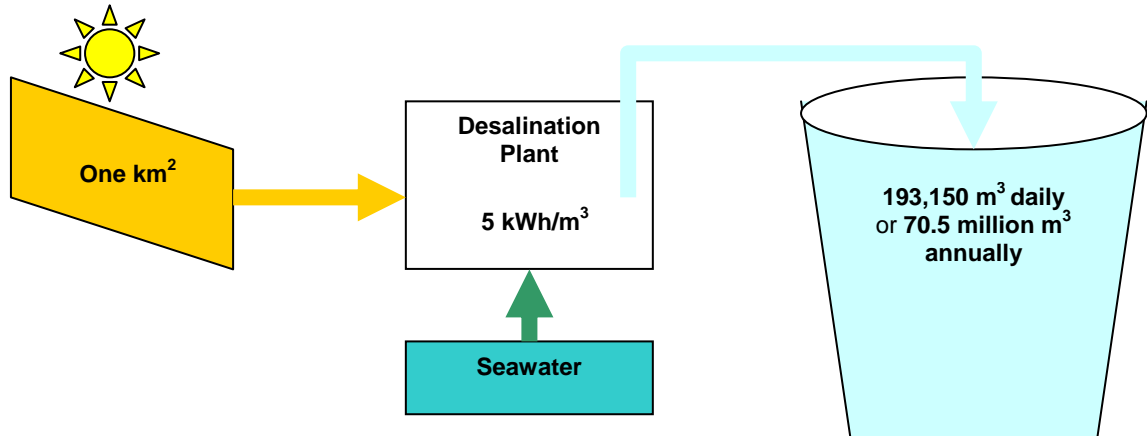 One km²
Desalination
Plant
5 kWh/m³
Seawater
193,150 m³ daily
or 70.5 million m³
annually